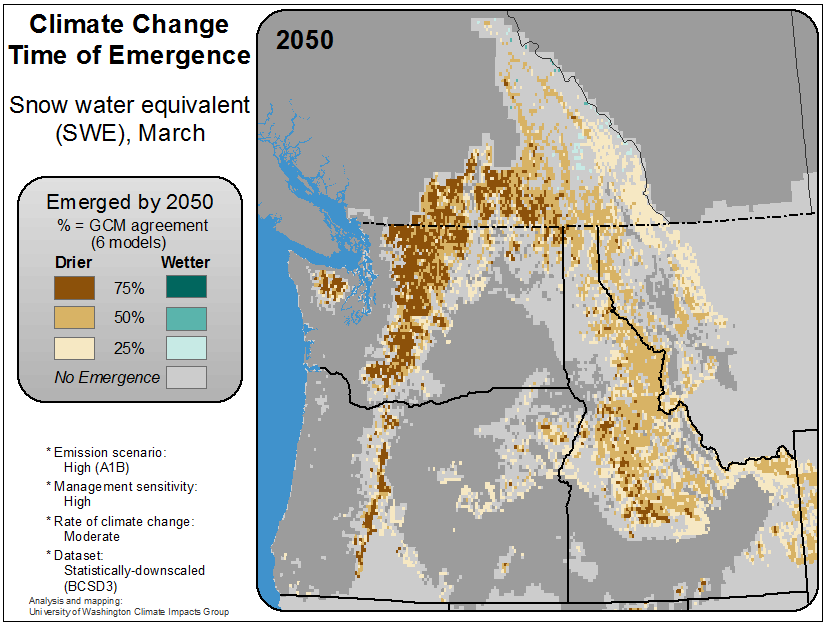 Climate Change
Time of Emergence
Snow water equivalent
(SWE), March
Emerged by 2050
% = GCM agreement
(6 models)
Drier Wetter
75%
50%
25%
No Emergence
* Emission scenario:
High (A1B)
* Management sensitivity:
High
* Rate of climate change:
Moderate
* Dataset:
Statistically-downscaled
(BCSD3)
Analysis and mapping:
University of Washington Climate Impacts Group
2050